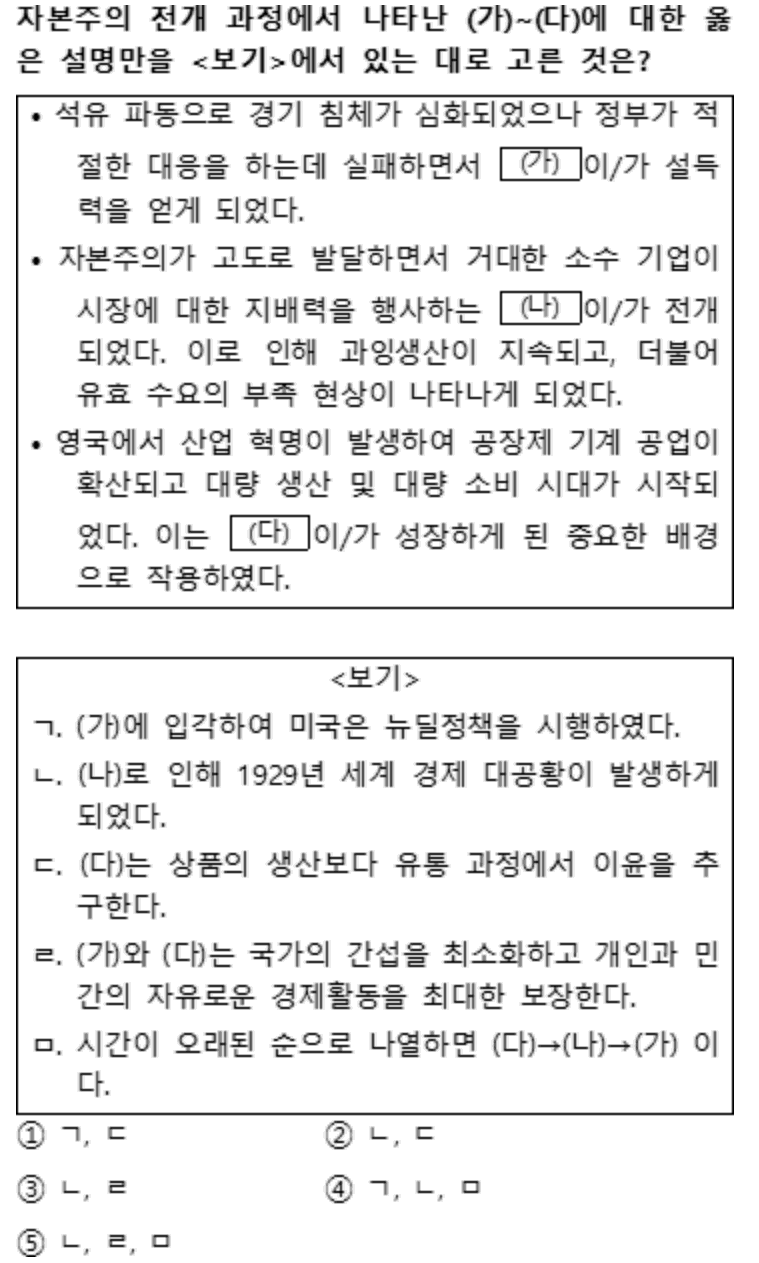 자본주의 전개 과정에서 나타난 (가)~(다)에 대한 옳
은 설명만을 <보기>에서 있는 대로 고른 것은?
• 석유 파동으로 경기 침체가 심화되었으나 정부가 적
절한 대응을 하는데 실패하면서 (가) 이/가 설득
력을 얻게 되었다.
• 자본주의가 고도로 발달하면서 거대한 소수 기업이
시장에 대한 지배력을 행사하는 (나) 이/가 전개
되었다. 이로 인해 과잉생산이 지속되고, 더불어
유효 수요의 부족 현상이 나타나게 되었다.
• 영국에서 산업 혁명이 발생하여 공장제 기계 공업이
확산되고 대량 생산 및 대량 소비 시대가 시작되
었다. 이는 (다) 이/가 성장하게 된 중요한 배경
으로 작용하였다.
<보기>
ㄱ. (가)에 입각하여 미국은 뉴딜정책을 시행하였다.
ㄴ. (나)로 인해 1929년 세계 경제 대공황이 발생하게
되었다.
ㄷ. (다)는 상품의 생산보다 유통 과정에서 이윤을 추
구한다.
ㄹ. (가)와 (다)는 국가의 간섭을 최소화하고 개인과 민
간의 자유로운 경제활동을 최대한 보장한다.
ㅁ. 시간이 오래된 순으로 나열하면 (다)→(나)→(가) 이
다.
① ㄱ, ㄷ ② ㄴ, ㄷ
③ ㄴ, ㄹ ④ ㄱ, ㄴ, ㅁ
⑤ ㄴ, ㄹ, ㅁ